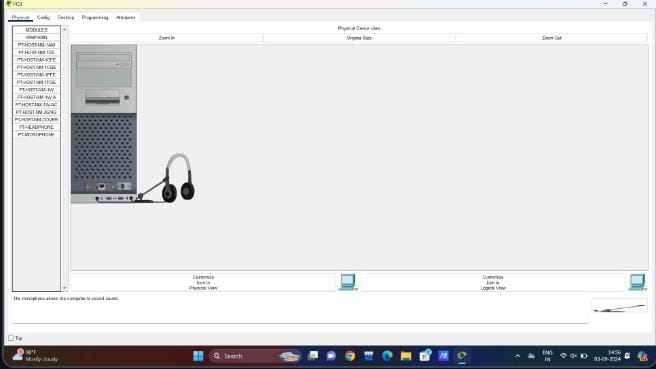 PC0
Physical Config Desktop Programming Attributes
MODULES
WMP300N
PT-HOST-NM-1AM
PT-HOST-NM-1CE
PT-HOST-NM-1CFE
PT-HOST-NM-1CGE
PT-HOST-NM-1FFE
PT-HOST-NM-1FGE
PT-HOST-NM-1W
PT-HOST-NM-1W-A
PT-HOST-NM-1W-AC
PT-HOST-NM-3G/4G
PT-HOST-NM-COVER
PT-HEADPHONE
PT-MICROPHONE
Physical Device View
Zoom In Original Size Zoom Out
Customize
Icon in
Physical View
Customize
Icon in
Logical View
The microphone allows the computer to record sound.
Top
98°F
Mostly cloudy
Search
ENG
IN
14:56
03-09-2024